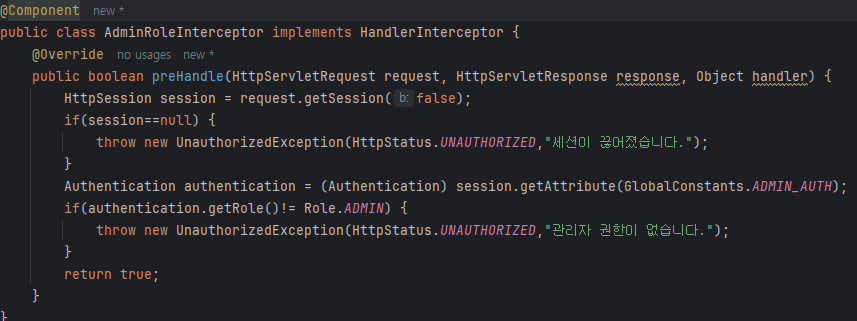 @Component new *
public class AdminRoleInterceptor implements HandlerInterceptor {
@Override no usages new *
public boolean preHandle(HttpServletRequest request, HttpServletResponse response, Object handler) {
HttpSession session = request.getSession( b: false);
if(session==null) {
throw new UnauthorizedException(HttpStatus.UNAUTHORIZED,"세션이 끊어졌습니다.");
}
Authentication authentication = (Authentication) session.getAttribute(GlobalConstants.ADMIN_AUTH);
if(authentication.getRole()!= Role.ADMIN) {
throw new UnauthorizedException(HttpStatus.UNAUTHORIZED,"관리자 권한이 없습니다.");
}
return true;
}
}